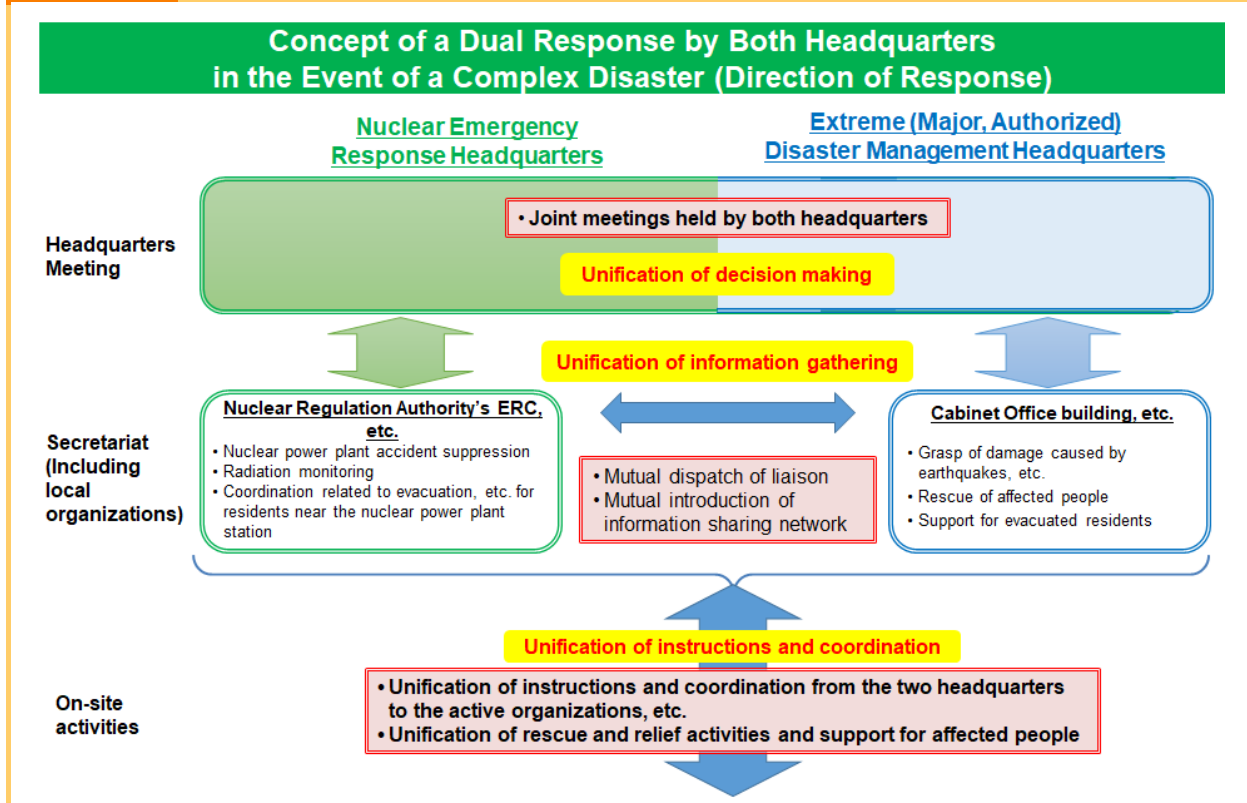 Concept of a Dual Response by Both Headquarters
in the Event of a Complex Disaster (Direction of Response)
Nuclear Emergency
Response Headquarters
Extreme (Major, Authorized)
Disaster Management Headquarters
Headquarters
Meeting
• Joint meetings held by both headquarters
Unification of decision making
Unification of information gathering
Secretariat
(Including
local
organizations)
Nuclear Regulation Authority's ERC,
etc.
• Nuclear power plant accident suppression
• Radiation monitoring
• Coordination related to evacuation, etc. for
residents near the nuclear power plant
station
• Mutual dispatch of liaison
• Mutual introduction of
information sharing network
Cabinet Office building, etc.
• Grasp of damage caused by
earthquakes, etc.
• Rescue of affected people
• Support for evacuated residents
Unification of instructions and coordination
On-site
activities
• Unification of instructions and coordination from the two headquarters
to the active organizations, etc.
• Unification of rescue and relief activities and support for affected people